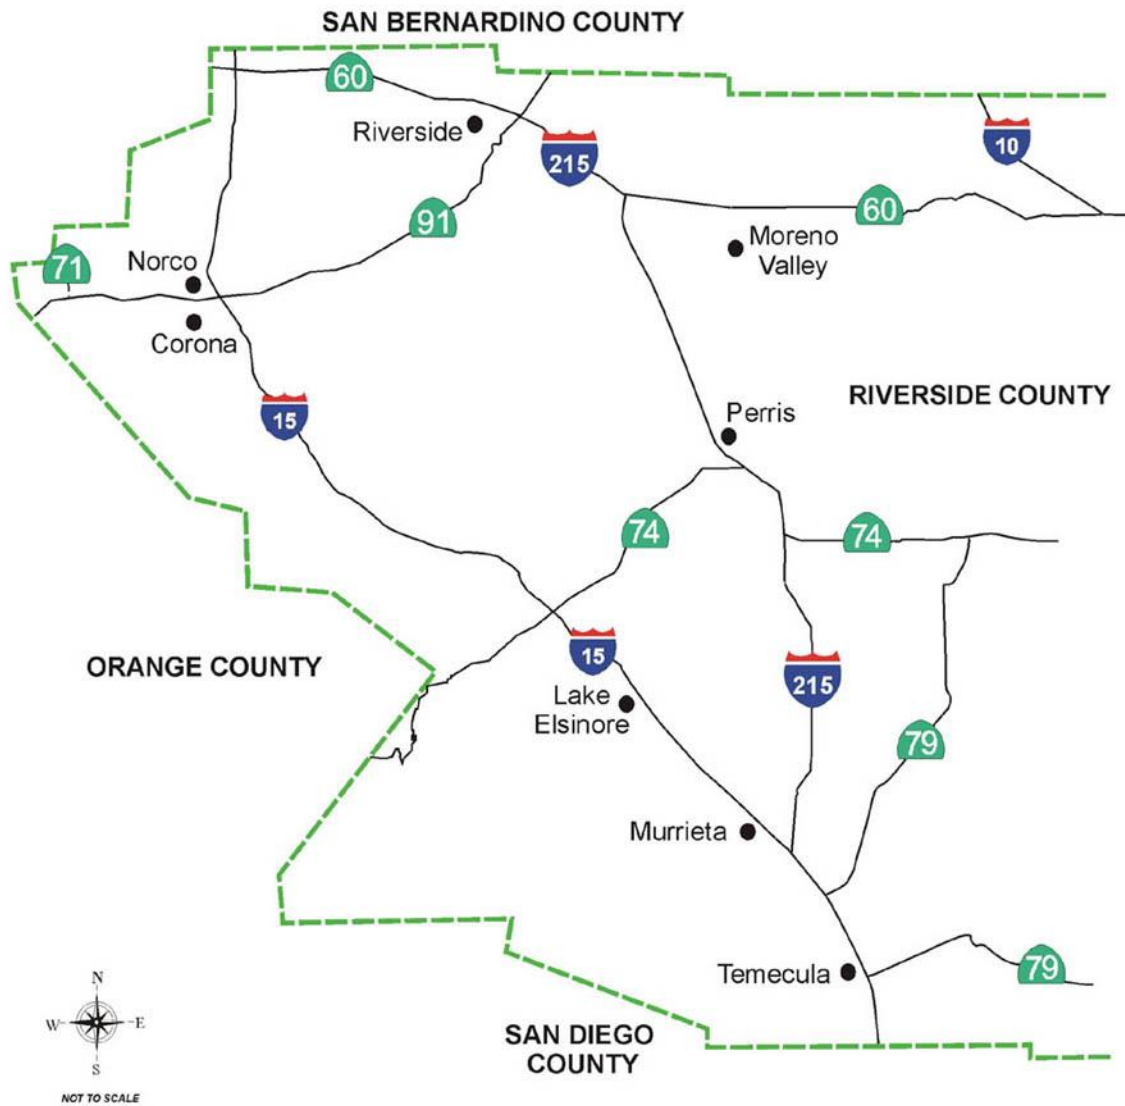 SAN BERNARDINO COUNTY
60
Riverside
215
10
91
60
71
Norco
Moreno
Valley
Corona
15
RIVERSIDE COUNTY
Perris
74
74
ORANGE COUNTY
15
215
Lake
Elsinore
79
Murrieta
Temecula
79
N
W
E
S
SAN DIEGO
COUNTY
NOT TO SCALE